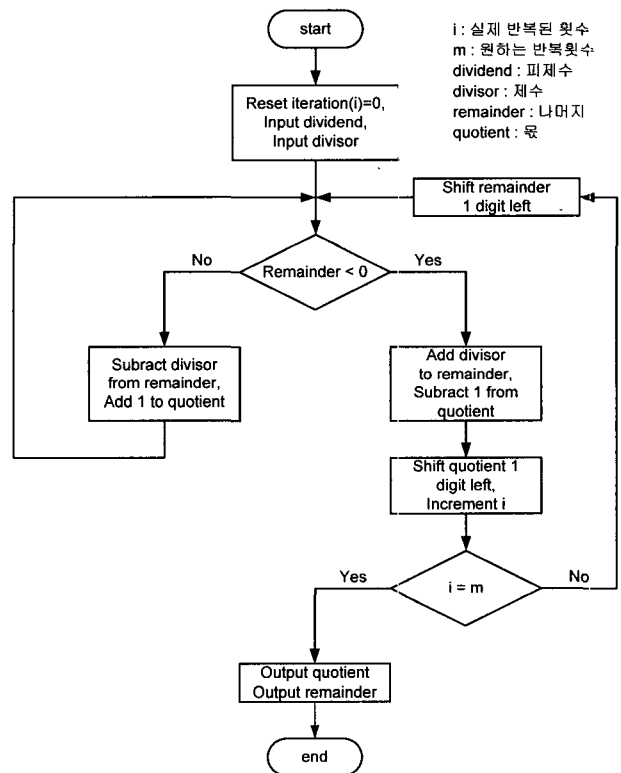 start
i : 실제 반복된 횟수
m : 원하는 반복횟수
dividend : 피제수
divisor : 제수
remainder : 나머지
quotient : 몫
Reset iteration(i)=0,
Input dividend,
Input divisor
Shift remainder
1 digit left
No
Remainder < 0
Yes
Subract divisor
from remainder,
Add 1 to quotient
Add divisor
to remainder,
Subract 1 from
quotient
Shift quotient 1
digit left,
Increment i
Yes
i = m
No
Output quotient
Output remainder
end